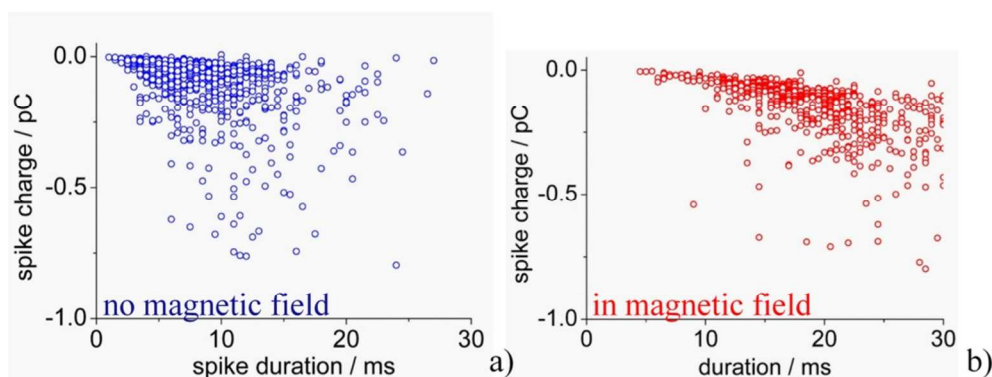 0.0
-0.5
-1.0
spike charge / pC
no magnetic field
0 10 20 30
spike duration / ms
a)
0.0
-0.5
-1.0
spike charge / pC
in magnetic field
0 10 20 30
duration / ms
b)